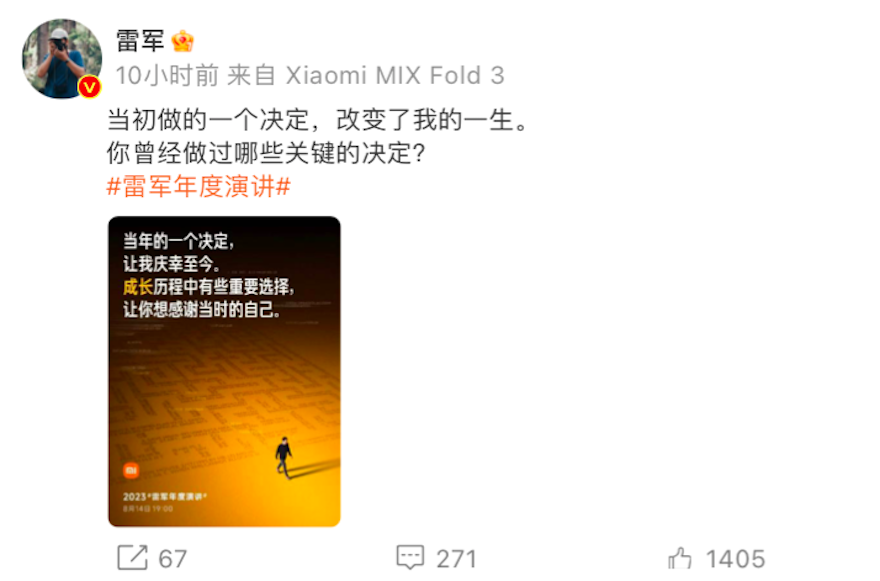 雷军
10小时前 来自 Xiaomi MIX Fold 3
当初做的一个决定，改变了我的一生。
你曾经做过哪些关键的决定？
#雷军年度演讲#
当年的一个决定，
让我庆幸至今。
成长历程中有些重要选择，
让你想感谢当时的自己。
2023#雷军年度演讲#
8月14日 19:00
67
271
1405